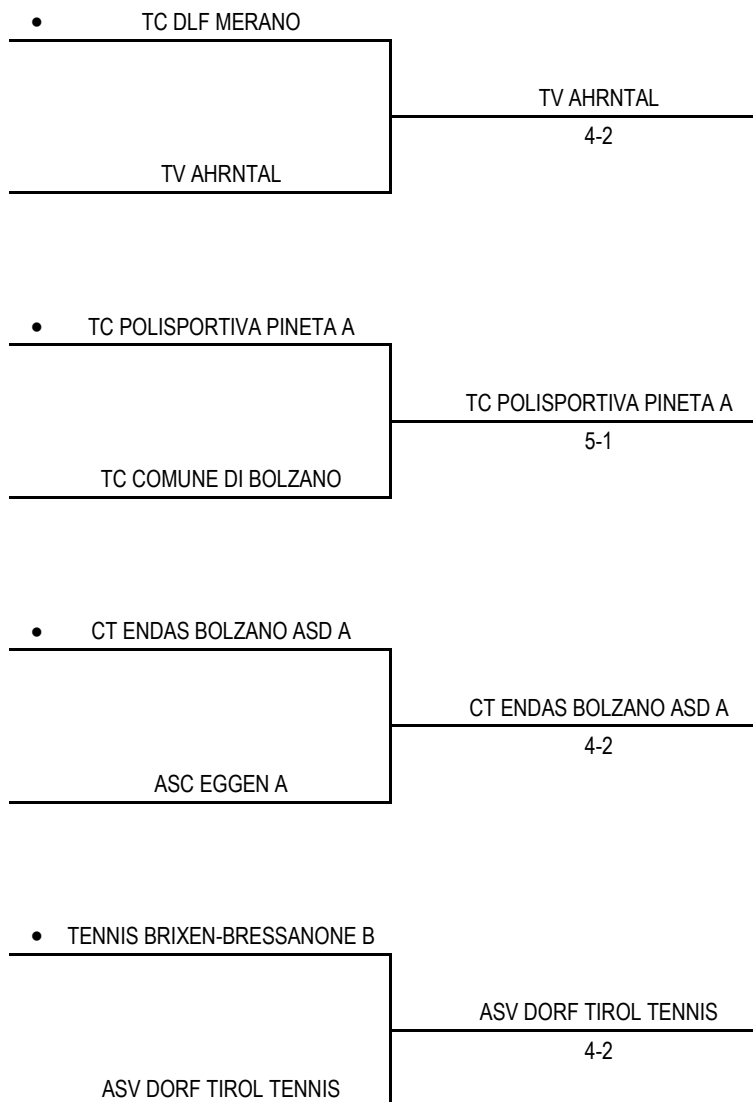 • TC DLF MERANO
TV AHRNTAL
4-2
TV AHRNTAL
• TC POLISPORTIVA PINETA A
TC POLISPORTIVA PINETA A
5-1
TC COMUNE DI BOLZANO
• CT ENDAS BOLZANO ASD A
CT ENDAS BOLZANO ASD A
4-2
ASC EGGEN A
• TENNIS BRIXEN-BRESSANONE B
ASV DORF TIROL TENNIS
4-2
ASV DORF TIROL TENNIS